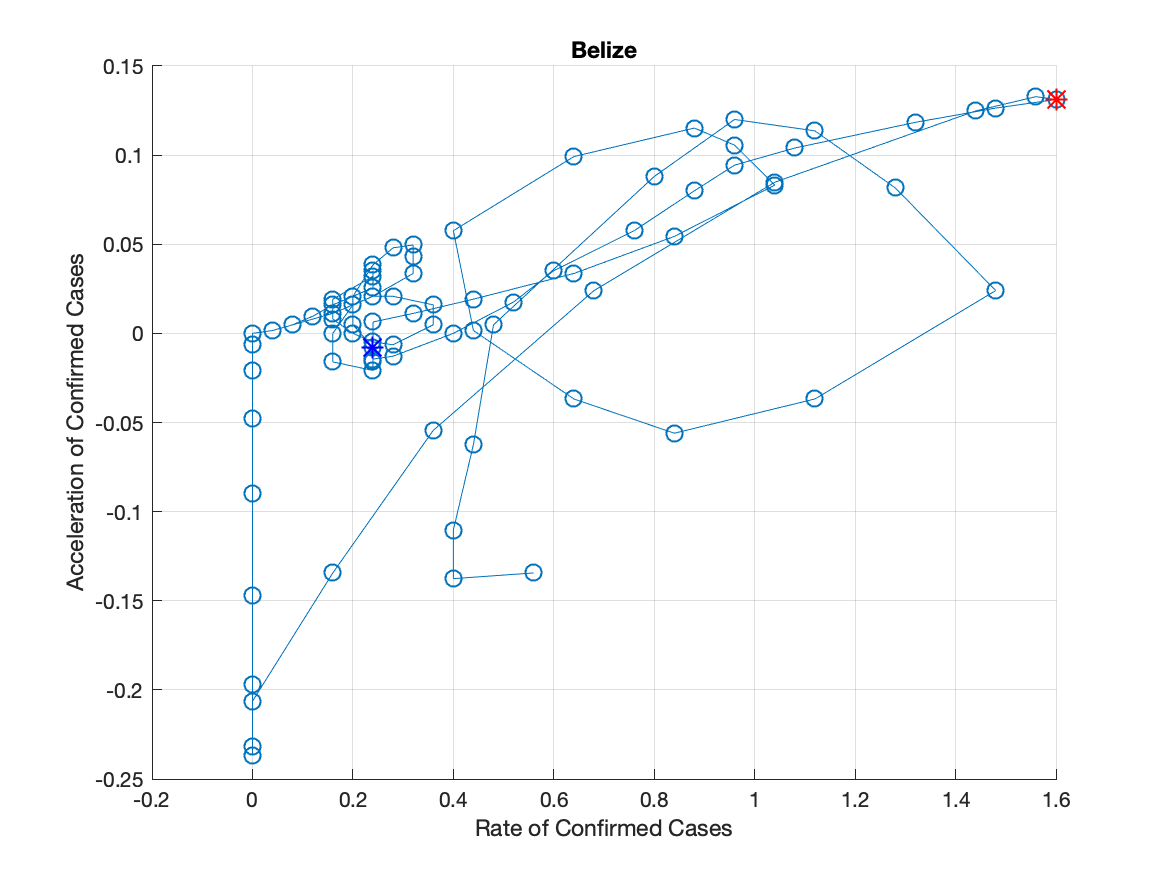 Belize
0.15
0.1
0.05
0
-0.05
-0.1
-0.15
-0.2
-0.25
Acceleration of Confirmed Cases
-0.2 0 0.2 0.4 0.6 0.8 1 1.2 1.4 1.6
Rate of Confirmed Cases